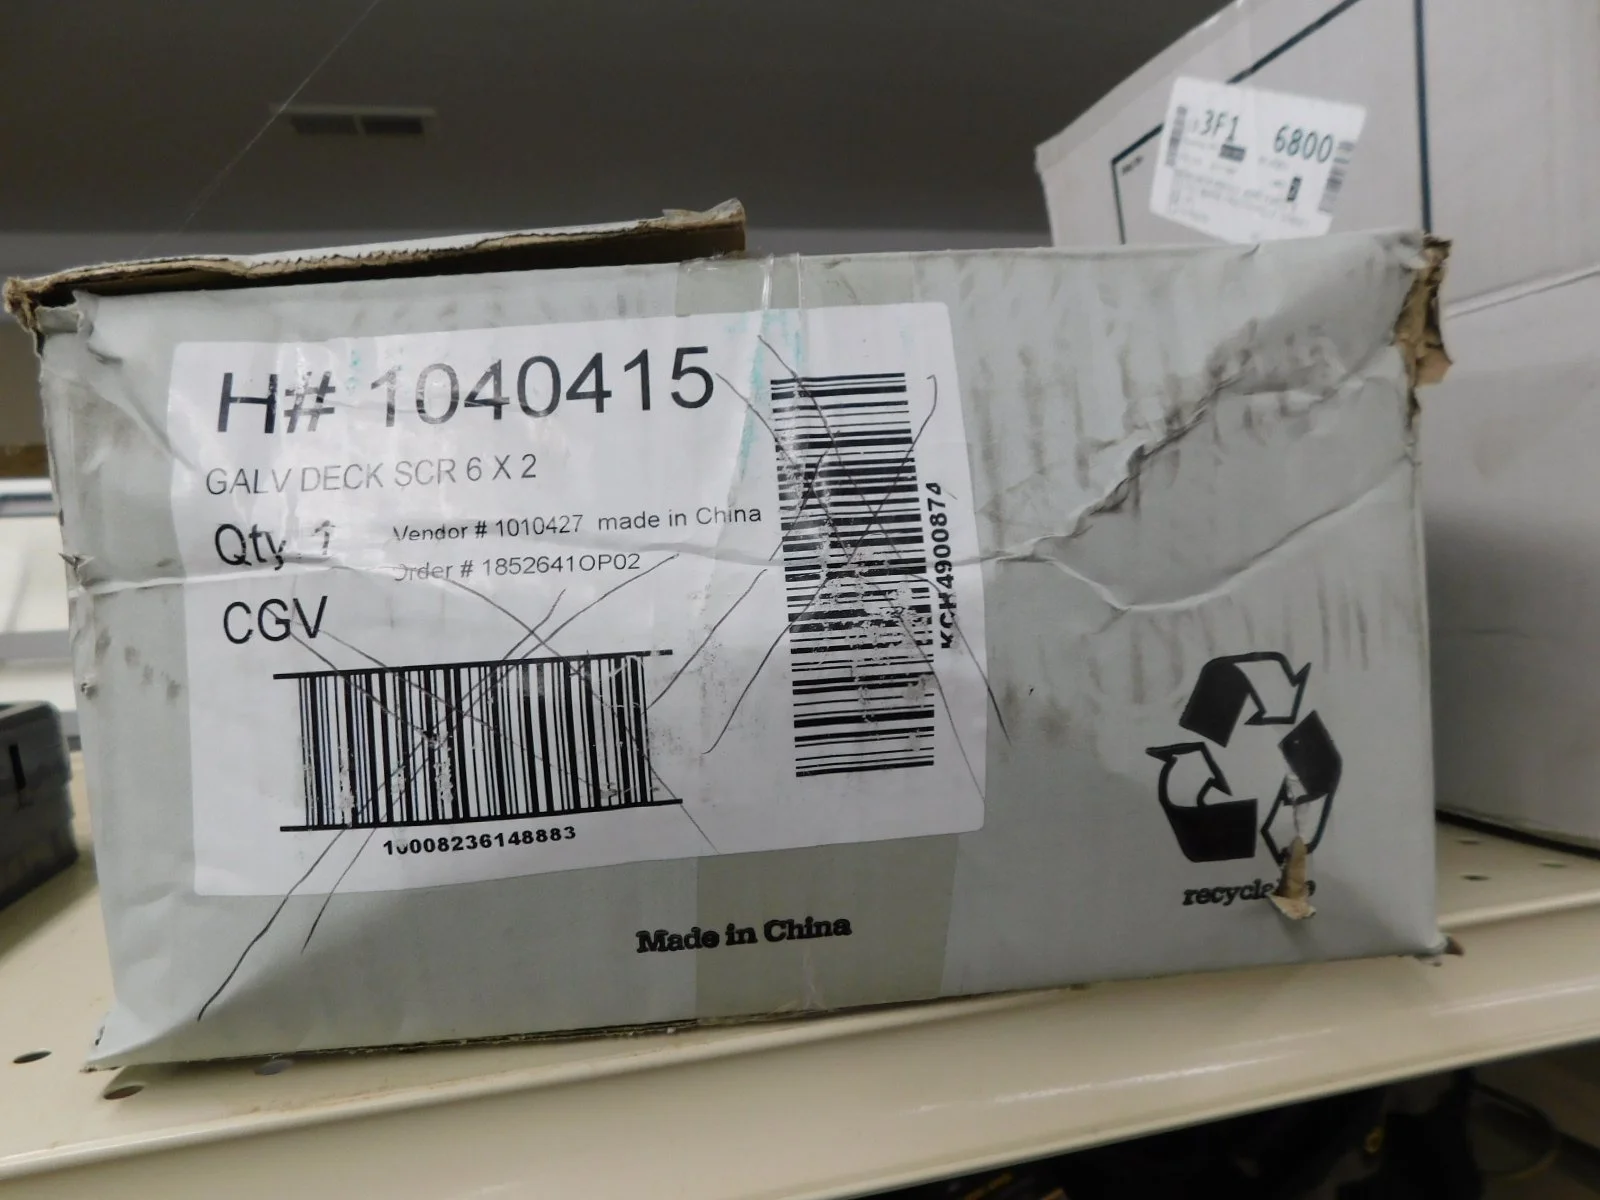 3F1 6800
H# 1040415
GALV DECK SCR 6 X 2
Qty 1
Vendor # 1010427 made in China
Order # 1852641OP02
CGV
KCH4900874
10008236148883
Made in China
recyclable